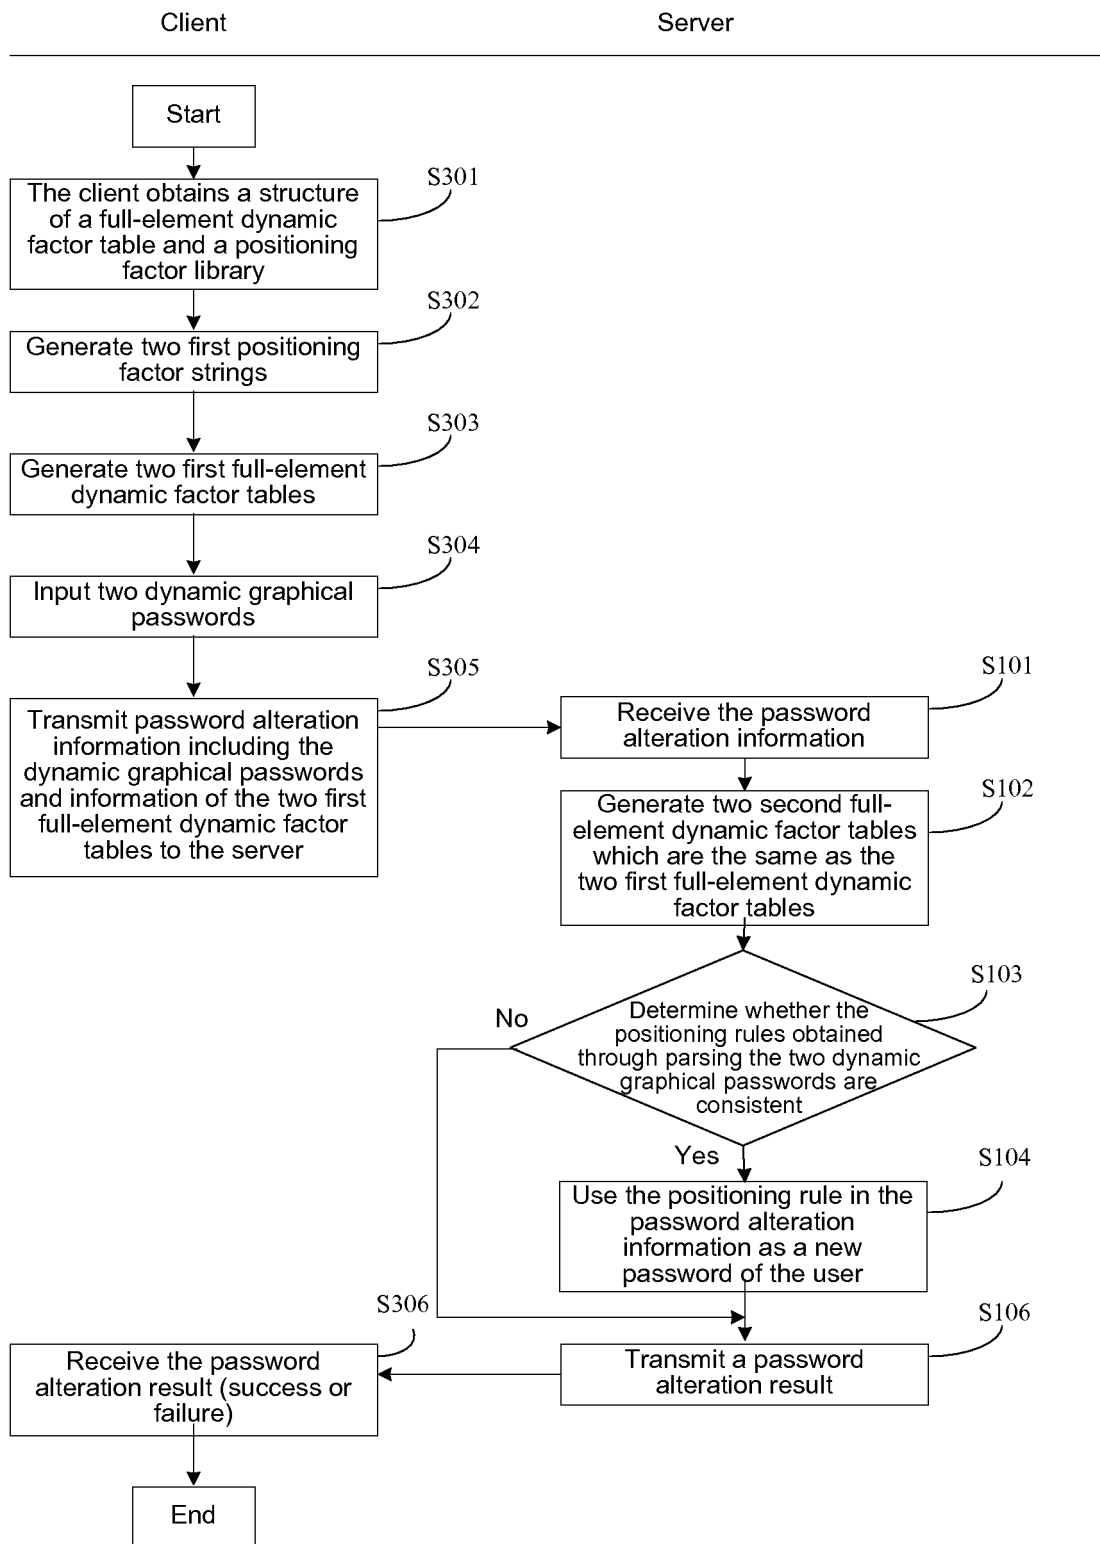 Client
Server
Start
S301
The client obtains a structure
of a full-element dynamic
factor table and a positioning
factor library
S302
Generate two first positioning
factor strings
S303
Generate two first full-element
dynamic factor tables
S304
Input two dynamic graphical
passwords
S305
Transmit password alteration
information including the
dynamic graphical passwords
and information of the two first
full-element dynamic factor
tables to the server
S101
Receive the password
alteration information
S102
Generate two second full-
element dynamic factor tables
which are the same as the
two first full-element dynamic
factor tables
S103
No
Determine whether the
positioning rules obtained
through parsing the two dynamic
graphical passwords are
consistent
Yes
S104
Use the positioning rule in the
password alteration
information as a new
password of the user
S106
Transmit a password
alteration result
S306
Receive the password
alteration result (success or
failure)
End